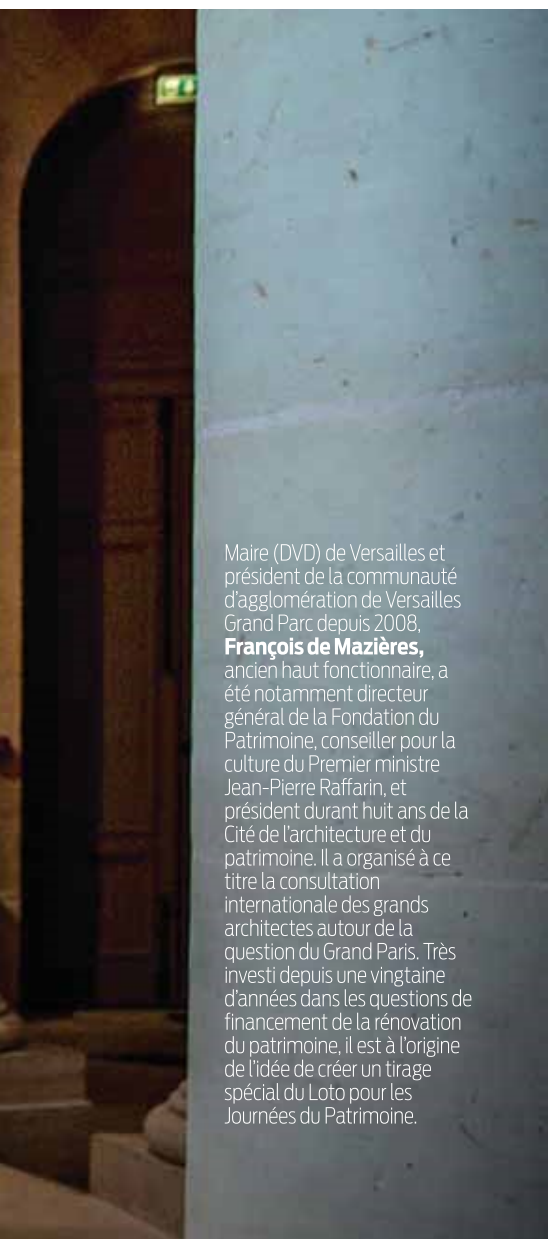 Maire (DVD) de Versailles et
président de la communauté
d'agglomération de Versailles
Grand Parc depuis 2008,
François de Mazières,
ancien haut fonctionnaire, a
été notamment directeur
général de la Fondation du
Patrimoine, conseiller pour la
culture du Premier ministre
Jean-Pierre Raffarin, et
président durant huit ans de la
Cité de l'architecture et du
patrimoine. Il a organisé à ce
titre la consultation
internationale des grands
architectes autour de la
question du Grand Paris. Très
investi depuis une vingtaine
d'années dans les questions de
financement de la rénovation
du patrimoine, il est à l'origine
de l'idée de créer un tirage
spécial du Loto pour les
Journées du Patrimoine.